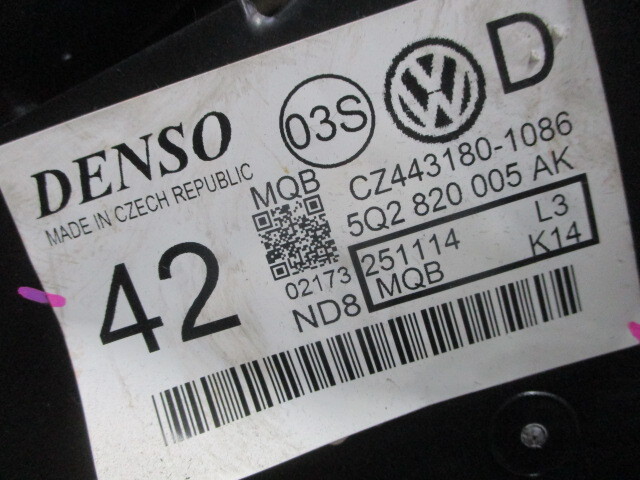 DENSO
MADE IN CZECH REPUBLIC
03S
D
MQB
CZ443180-1086
5Q2 820 005 AK
42
02173
ND8
251114 L3
MQB K14